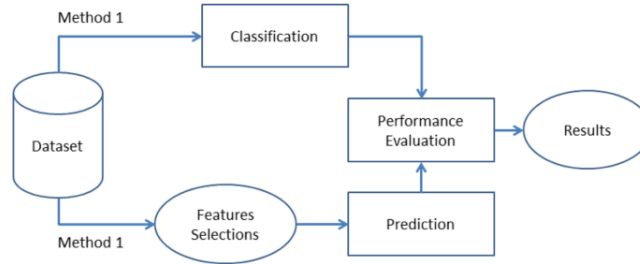 Method 1
Classification
Dataset
Performance
Evaluation
Results
Method 1
Features
Selections
Prediction